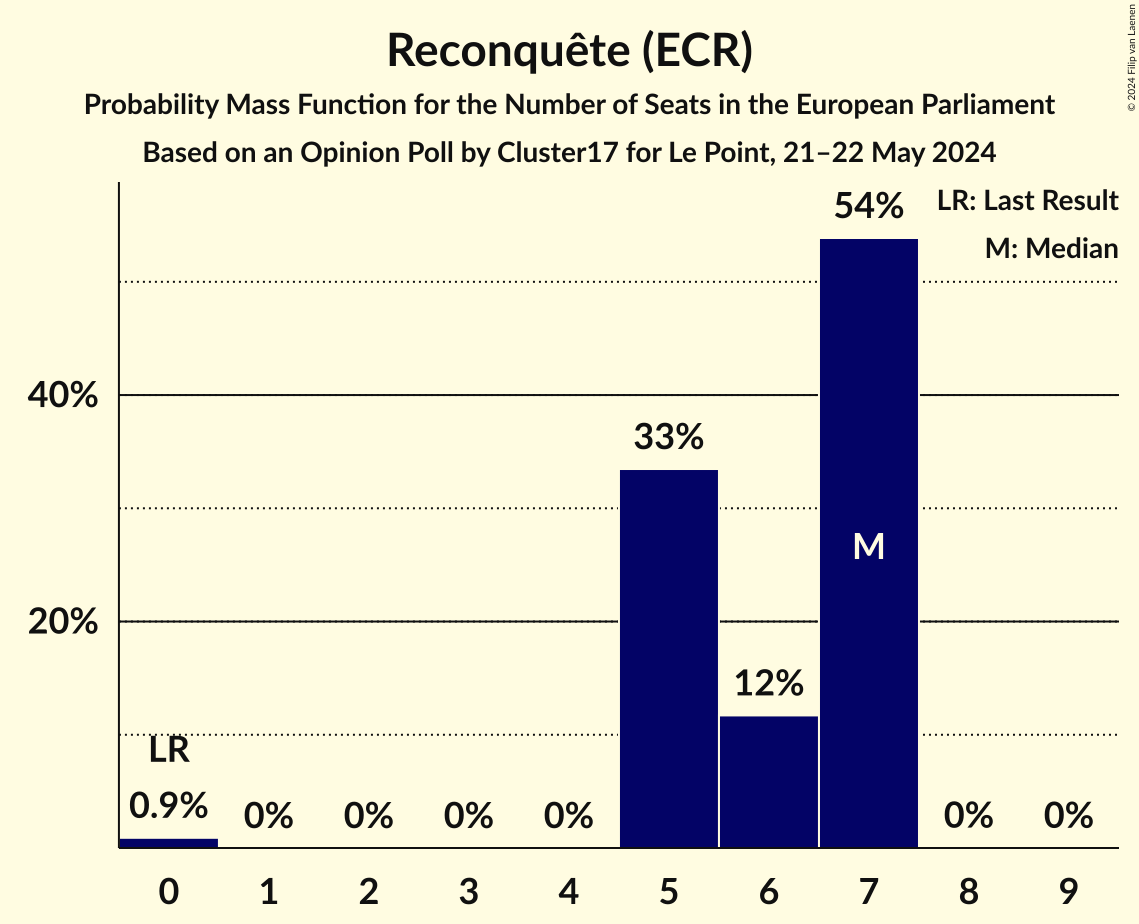 Reconquête (ECR)
Probability Mass Function for the Number of Seats in the European Parliament
Based on an Opinion Poll by Cluster17 for Le Point, 21–22 May 2024
© 2024 Filip van Laenen
LR: Last Result
M: Median
54%
40%
33%
M
20%
12%
LR
0.9%
0%
0%
0%
0%
0%
0%
0
1
2
3
4
5
6
7
8
9